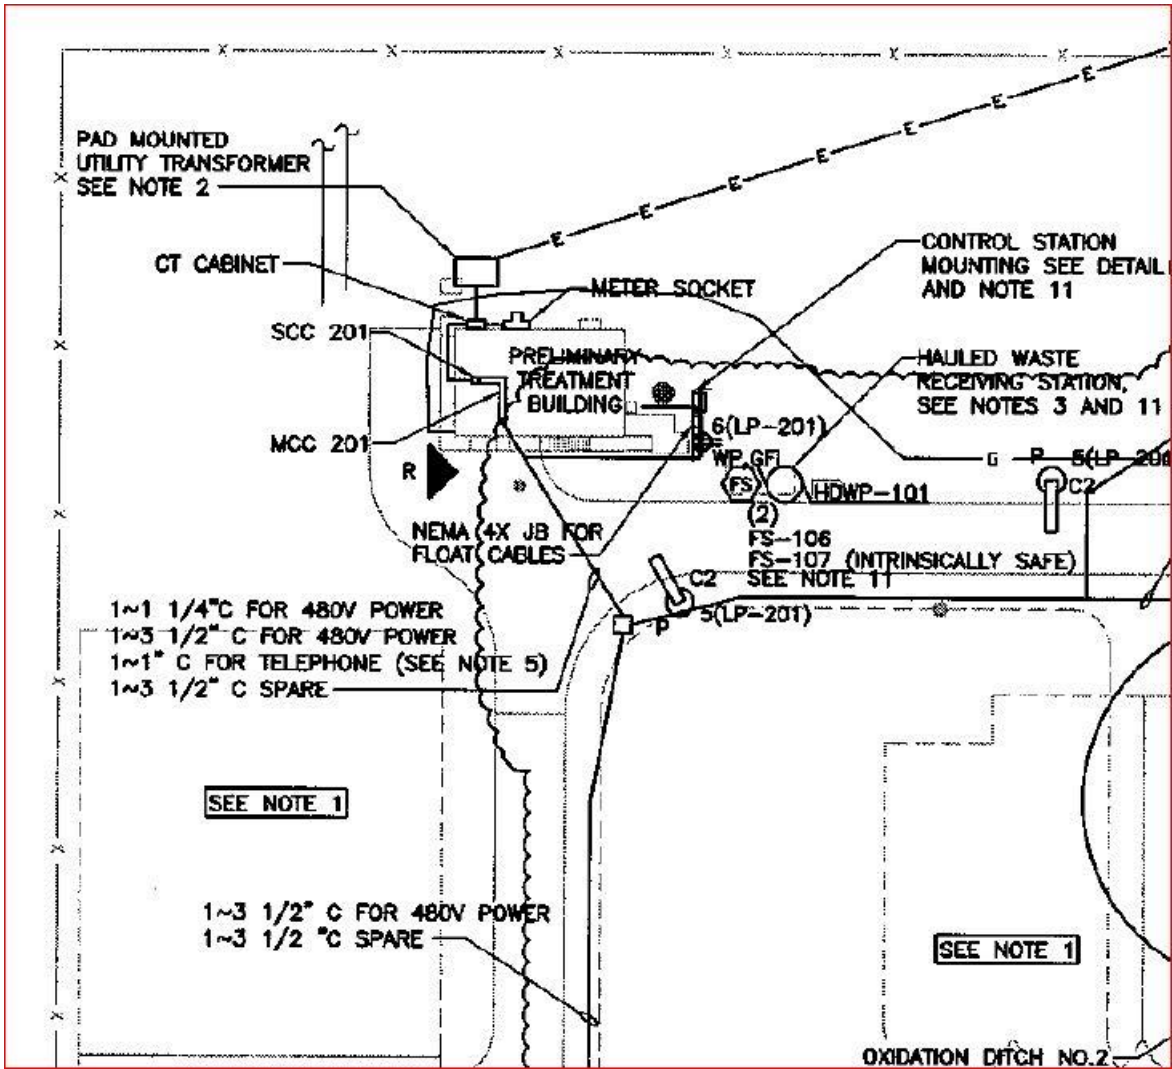 PAD MOUNTED
UTILITY TRANSFORMER
SEE NOTE 2
CT CABINET
SCC 201
MCC 201
METER SOCKET
PRELIMINARY
TREATMENT
BUILDING
CONTROL STATION
MOUNTING SEE DETAIL
AND NOTE 11
HAULED WASTE
RECEIVING STATION,
SEE NOTES 3 AND 11
6(LP-201)
WP,GFI
FS
HDWP-101
(2)
FS-106
FS-107 (INTRINSICALLY SAFE)
SEE NOTE 11
R
G
P
C2
NEMA 4X JB FOR
FLOAT CABLES
C2
5(LP-201)
P
1~1 1/4"C FOR 480V POWER
1~3 1/2" C FOR 480V POWER
1~1" C FOR TELEPHONE (SEE NOTE 5)
1~3 1/2" C SPARE
SEE NOTE 1
1~3 1/2" C FOR 480V POWER
1~3 1/2 "C SPARE
SEE NOTE 1
OXIDATION DITCH NO.2
X X X X X X
X
X
X
X
X
X
E E E E E E E